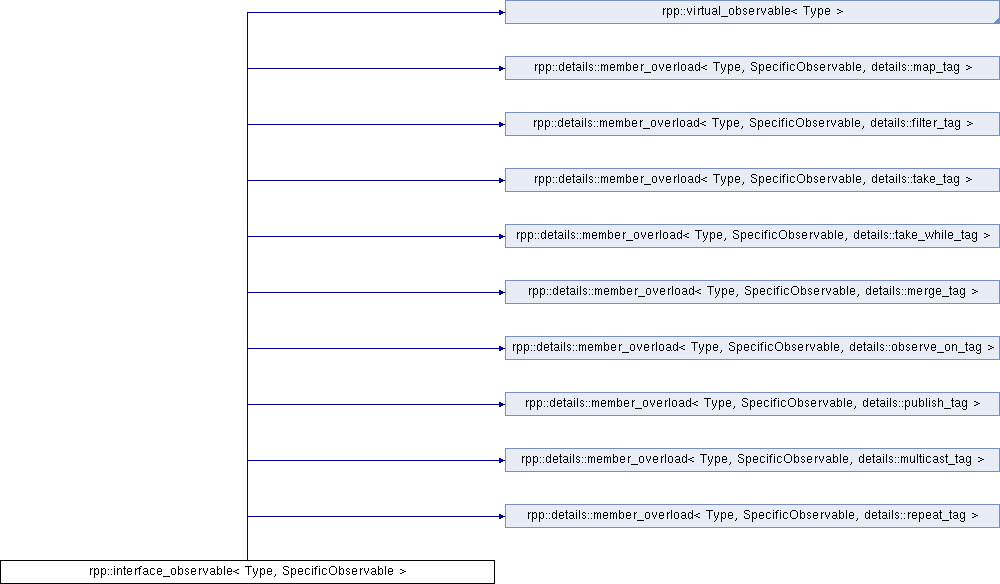 rpp::virtual_observable< Type >
rpp::details::member_overload< Type, SpecificObservable, details::map_tag >
rpp::details::member_overload< Type, SpecificObservable, details::filter_tag >
rpp::details::member_overload< Type, SpecificObservable, details::take_tag >
rpp::details::member_overload< Type, SpecificObservable, details::take_while_tag >
rpp::details::member_overload< Type, SpecificObservable, details::merge_tag >
rpp::details::member_overload< Type, SpecificObservable, details::observe_on_tag >
rpp::details::member_overload< Type, SpecificObservable, details::publish_tag >
rpp::details::member_overload< Type, SpecificObservable, details::multicast_tag >
rpp::details::member_overload< Type, SpecificObservable, details::repeat_tag >
rpp::interface_observable< Type, SpecificObservable >